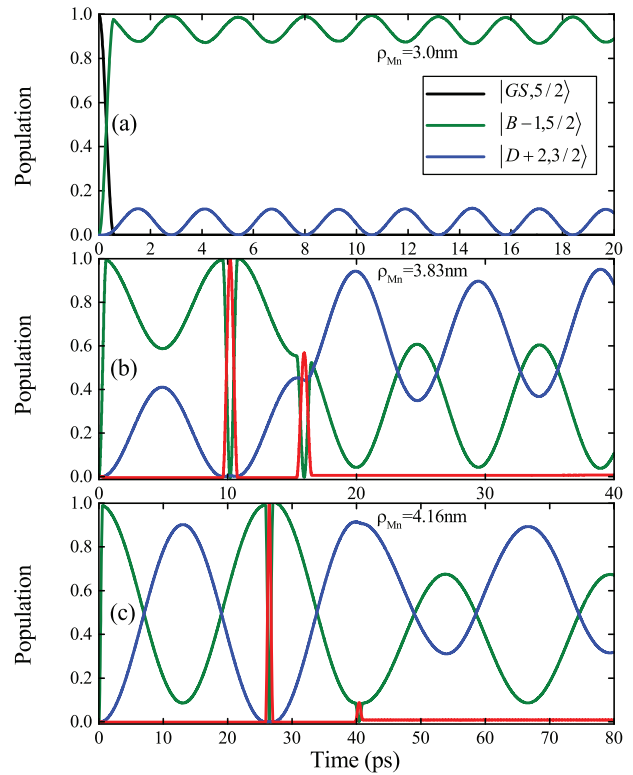 1.0
0.8
0.6
0.4
0.2
0.0
Population
(a)
ρMn=3.0nm
|GS,5/2⟩
|B−1,5/2⟩
|D+2,3/2⟩
0 2 4 6 8 10 12 14 16 18 20
1.0
0.8
0.6
0.4
0.2
0.0
Population
(b)
ρMn=3.83nm
0 10 20 30 40
1.0
0.8
0.6
0.4
0.2
0.0
Population
(c)
ρMn=4.16nm
0 10 20 30 40 50 60 70 80
Time (ps)